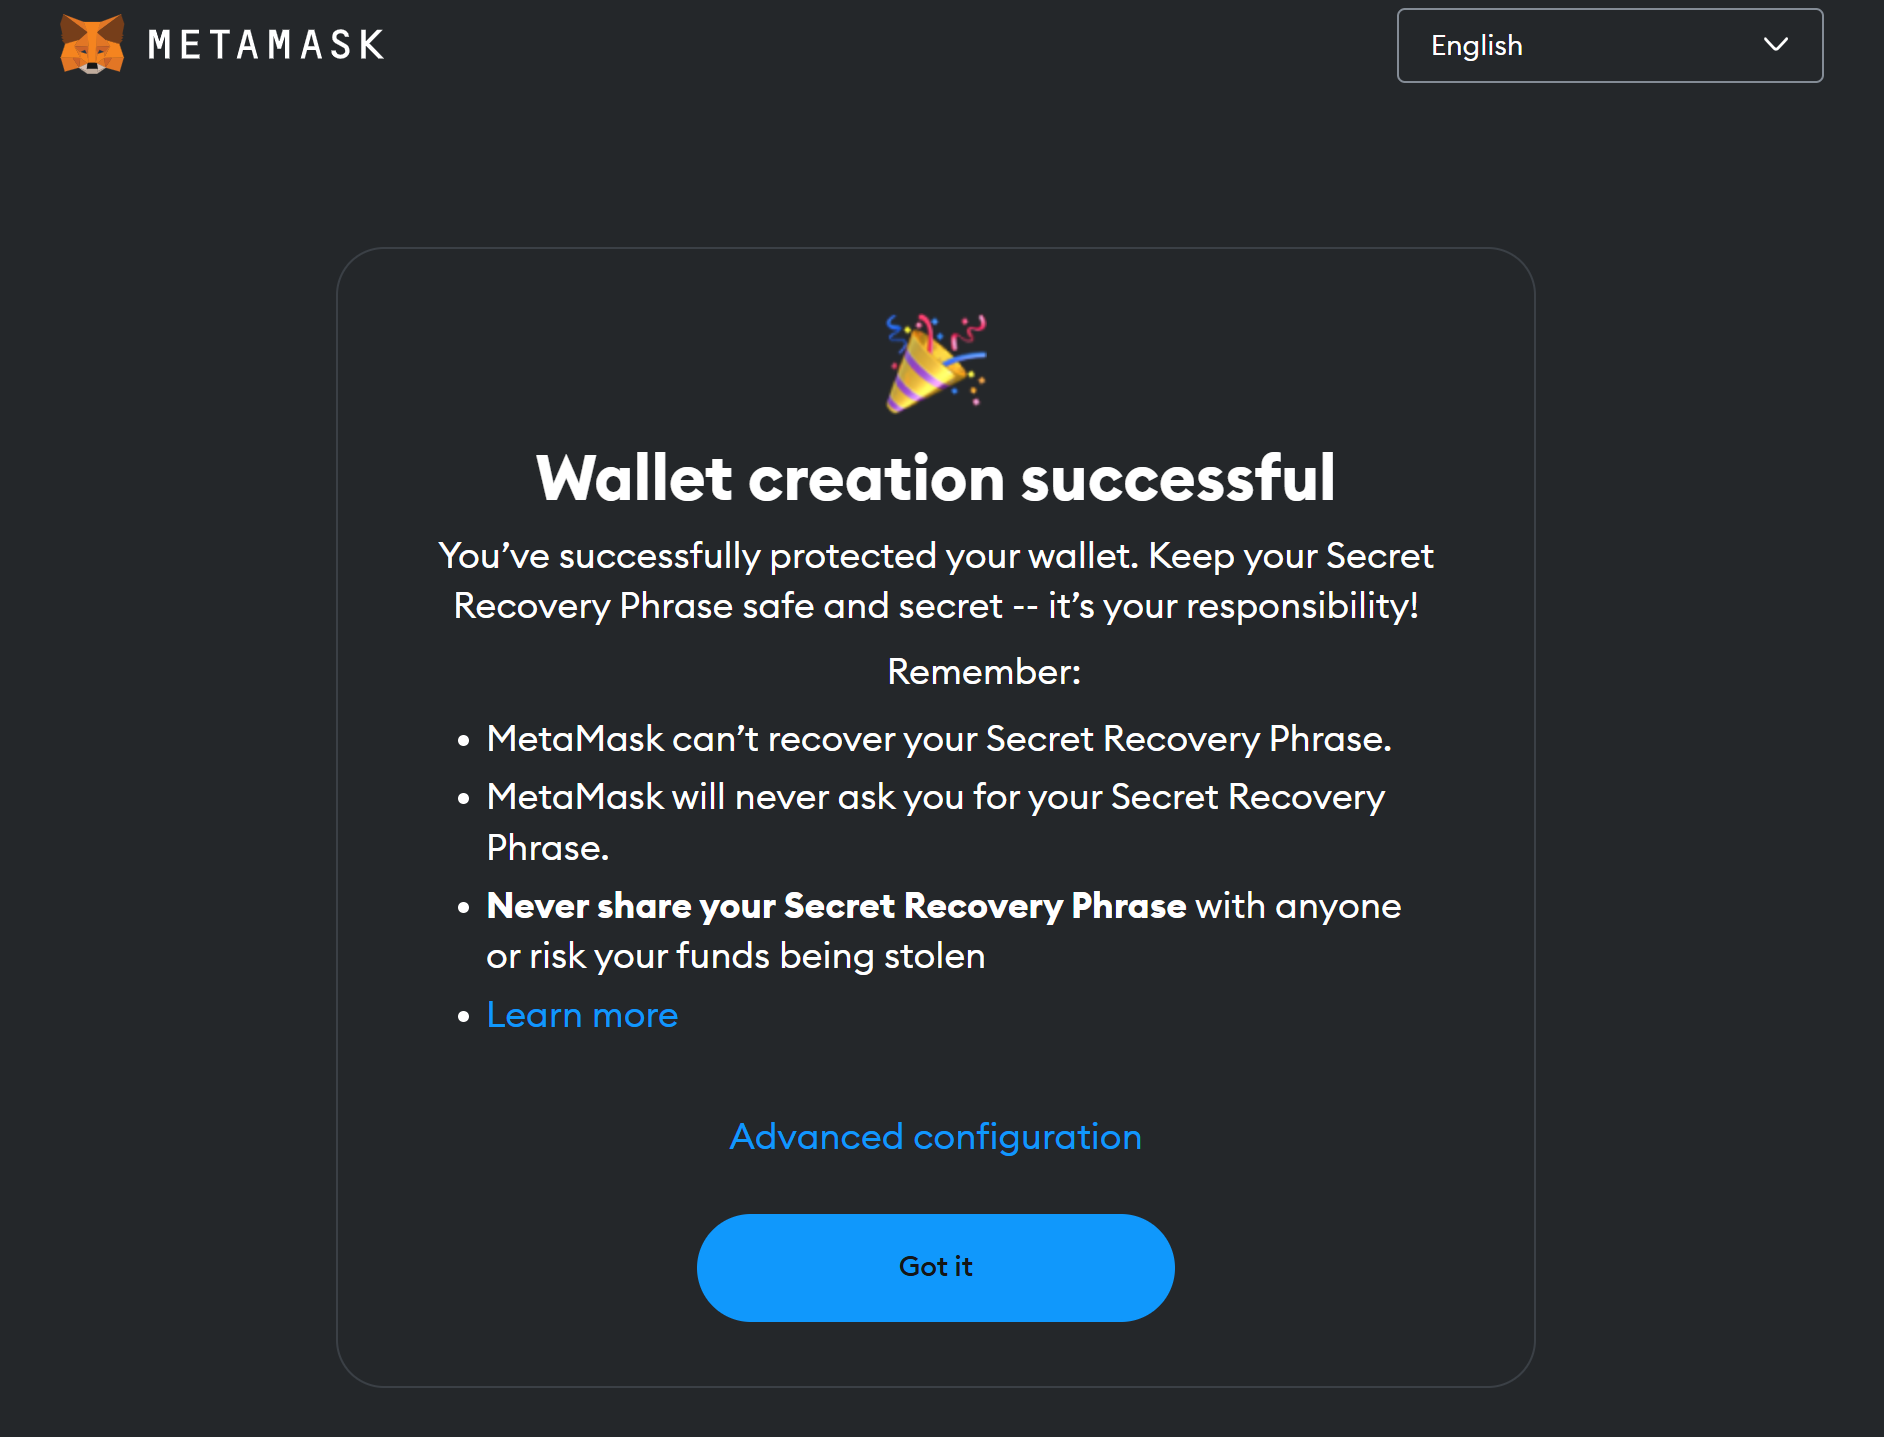 METAMASK
English
Wallet creation successful
You’ve successfully protected your wallet. Keep your Secret
Recovery Phrase safe and secret -- it’s your responsibility!
Remember:
• MetaMask can’t recover your Secret Recovery Phrase.
• MetaMask will never ask you for your Secret Recovery
Phrase.
• Never share your Secret Recovery Phrase with anyone
or risk your funds being stolen
• Learn more
Advanced configuration
Got it